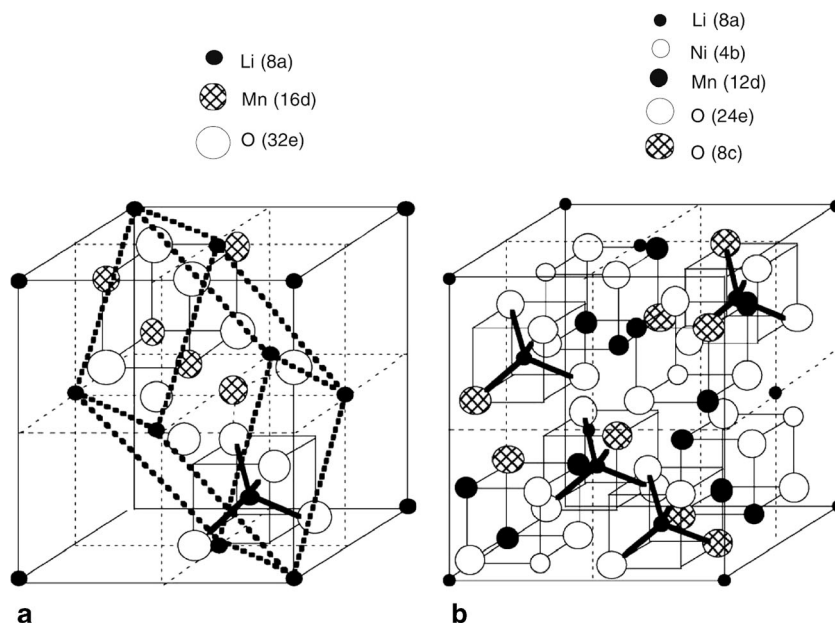 Li (8a)
Mn (16d)
O (32e)
Li (8a)
Ni (4b)
Mn (12d)
O (24e)
O (8c)
a
b